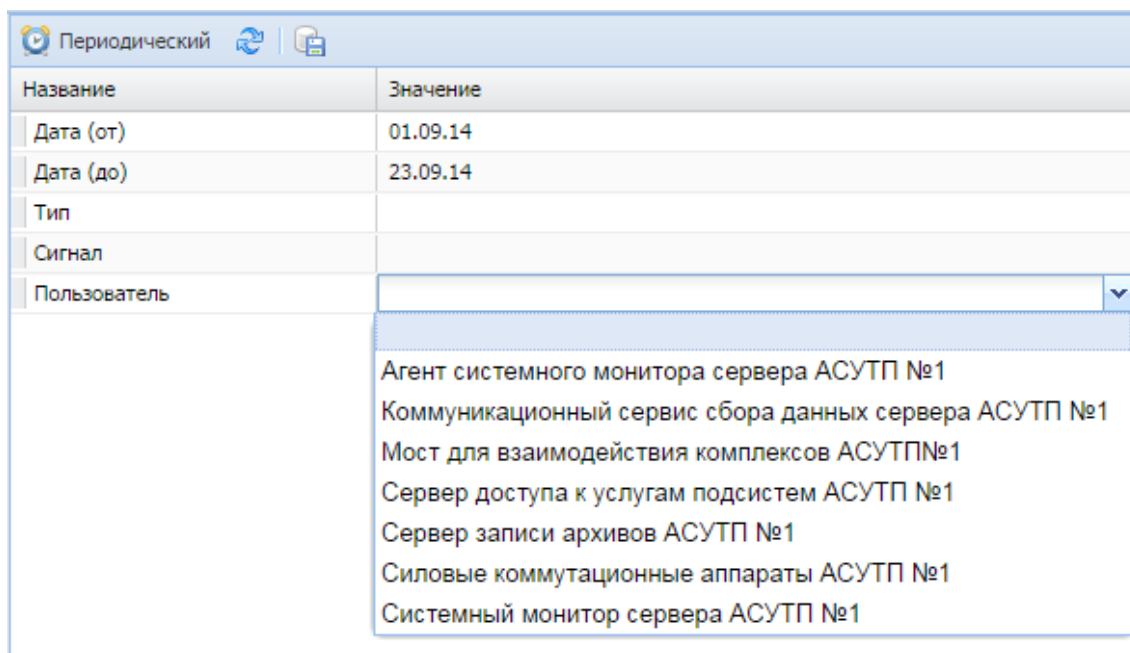 Периодический
Название Значение
Дата (от) 01.09.14
Дата (до) 23.09.14
Тип
Сигнал
Пользователь
Агент системного монитора сервера АСУТП №1
Коммуникационный сервис сбора данных сервера АСУТП №1
Мост для взаимодействия комплексов АСУТП№1
Сервер доступа к услугам подсистем АСУТП №1
Сервер записи архивов АСУТП №1
Силовые коммутационные аппараты АСУТП №1
Системный монитор сервера АСУТП №1